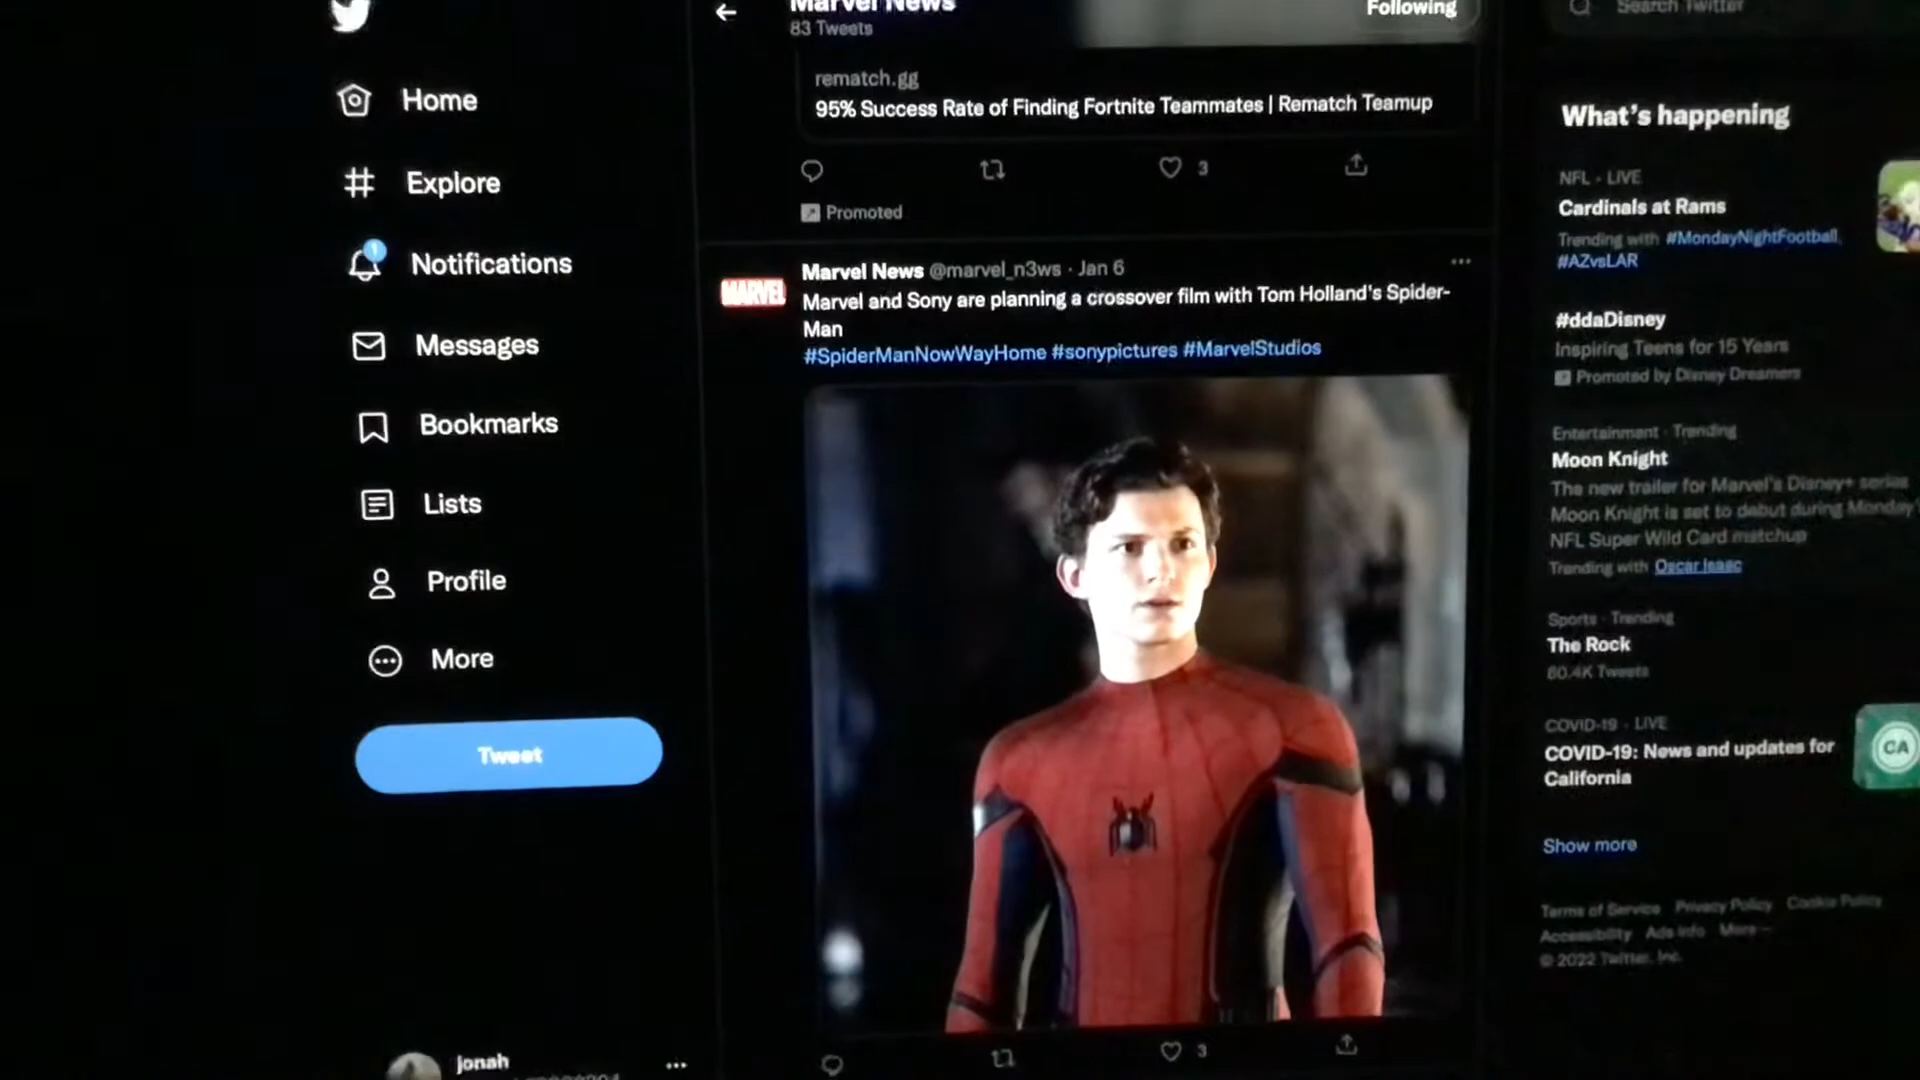 Home
Explore
1
Notifications
Messages
Bookmarks
Lists
Profile
More
Tweet
jonah
Marvel News
83 Tweets
Following
rematch.gg
95% Success Rate of Finding Fortnite Teammates | Rematch Teamup
3
Promoted
MARVEL
Marvel News @marvel_n3ws · Jan 6
Marvel and Sony are planning a crossover film with Tom Holland's Spider-
Man
#SpiderManNowWayHome #sonypictures #MarvelStudios
3
Search Twitter
What's happening
NFL · LIVE
Cardinals at Rams
Trending with #MondayNightFootball,
#AZvsLAR
#ddaDisney
Inspiring Teens for 15 Years
Promoted by Disney Dreamers
Entertainment · Trending
Moon Knight
The new trailer for Marvel's Disney+ series
Moon Knight is set to debut during Monday'
NFL Super Wild Card matchup
Trending with Oscar Isaac
Sports · Trending
The Rock
60.4K Tweets
COVID-19 · LIVE
COVID-19: News and updates for
California
CA
Show more
Terms of Service Privacy Policy Cookie Policy
Accessibility Ads info More
© 2022 Twitter, Inc.